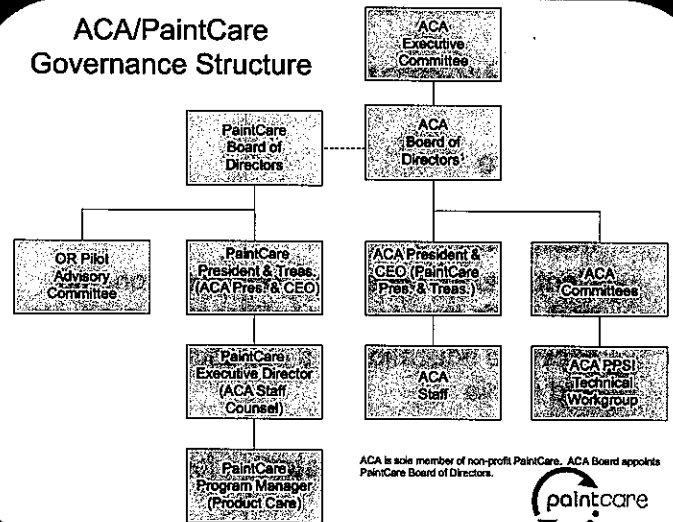 ACA/PaintCare
Governance Structure
ACA
Executive
Committee
PaintCare
Board of
Directors
ACA
Board of
Directors
OR Pilot
Advisory
Committee
PaintCare
President & Treas.
(ACA Pres. & CEO)
ACA President &
CEO (PaintCare
Pres. & Treas.)
ACA
Committees
PaintCare
Executive Director
(ACA Staff
Counsel)
ACA
Staff
ACA PPSI
Technical
Workgroup
PaintCare
Program Manager
(Product Care)
ACA is sole member of non-profit PaintCare. ACA Board appoints
PaintCare Board of Directors.
paintcare